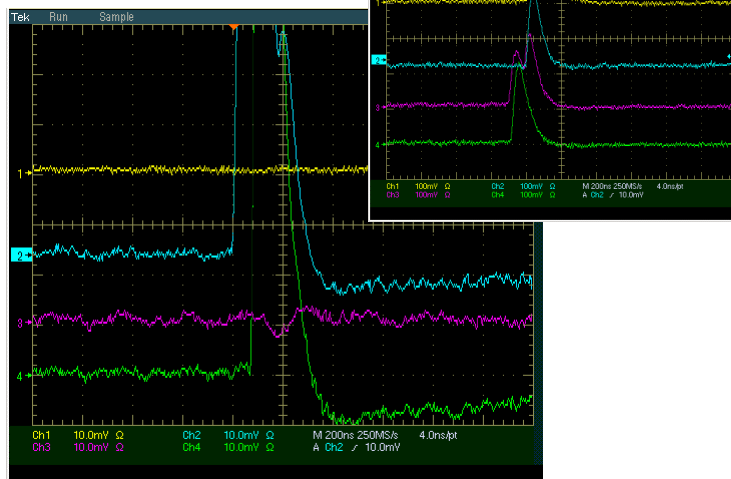 Tek Run Sample
1
2
3
4
Ch1 10.0mV Ω Ch2 10.0mV Ω M 200ns 250MS/s 4.0ns/pt
Ch3 10.0mV Ω Ch4 10.0mV Ω A Ch2 / 10.0mV
1
2
3
4
Ch1 100mV Ω Ch2 100mV Ω M 200ns 250MS/s 4.0ns/pt
Ch3 100mV Ω Ch4 100mV Ω A Ch2 / 10.0mV